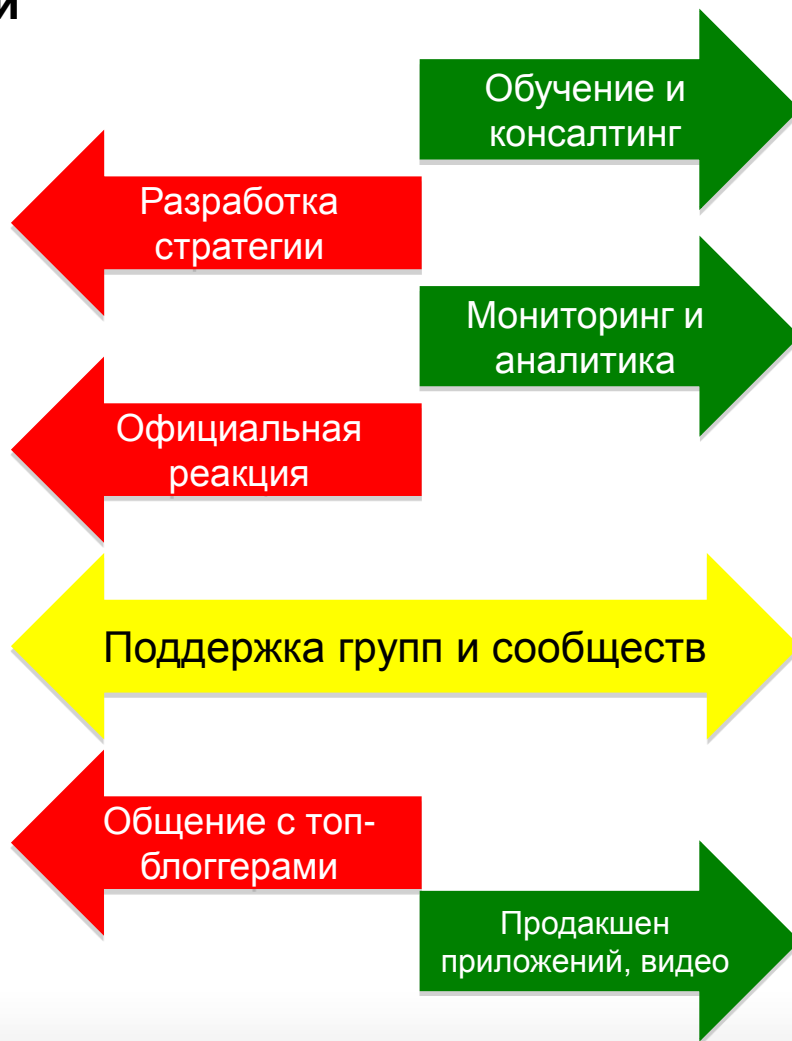 Обучение и
консалтинг
Разработка
стратегии
Мониторинг и
аналитика
Официальная
реакция
Поддержка групп и сообществ
Общение с топ-
блоггерами
Продакшен
приложений, видео